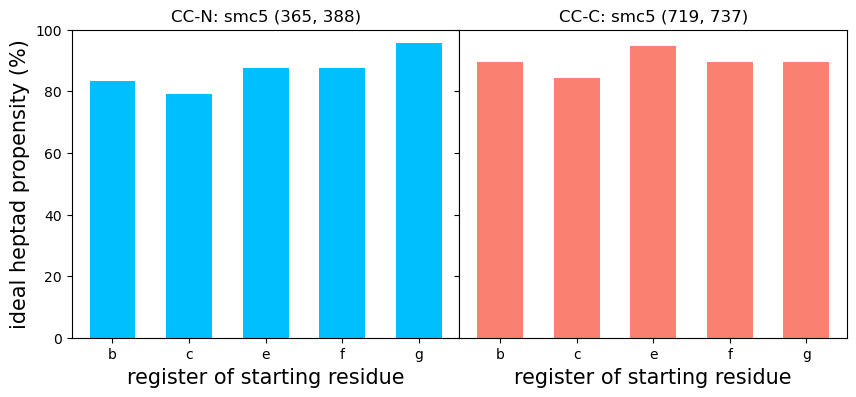 CC-N: smc5 (365, 388)
CC-C: smc5 (719, 737)
ideal heptad propensity (%)
100
80
60
40
20
0
b c e f g
b c e f g
register of starting residue
register of starting residue